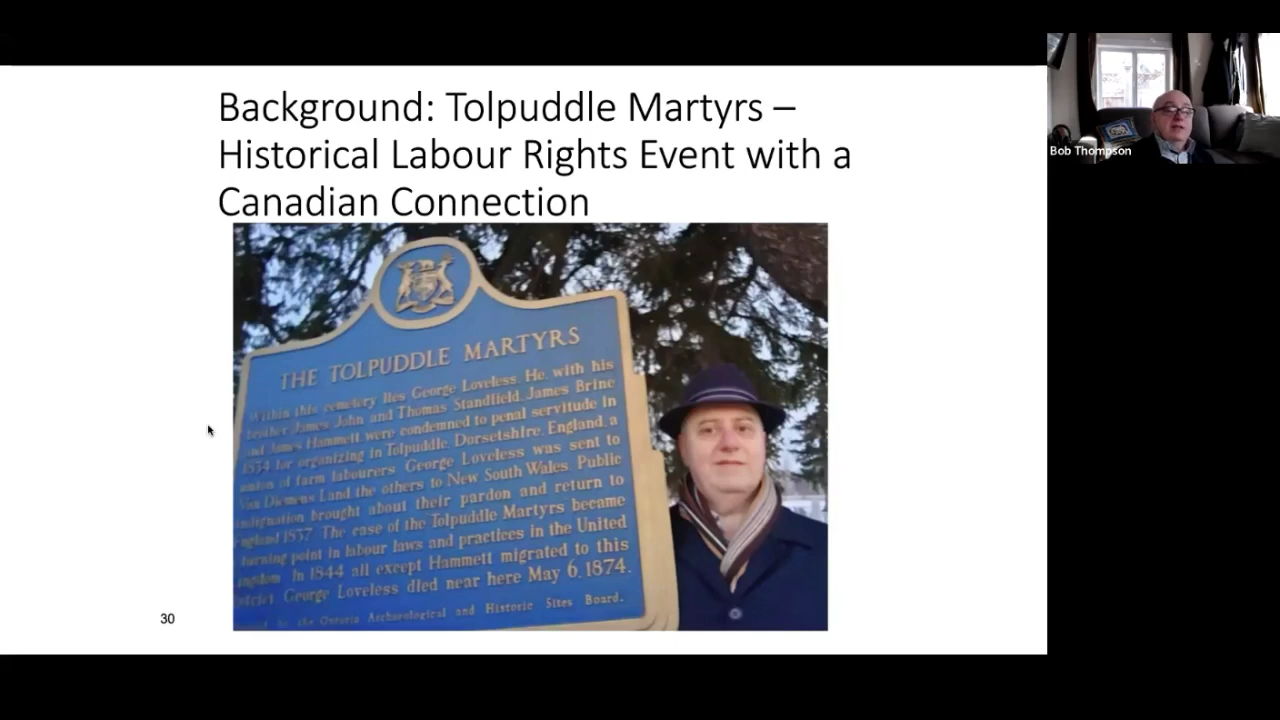 Background: Tolpuddle Martyrs –
Historical Labour Rights Event with a
Canadian Connection
THE TOLPUDDLE MARTYRS
Within this cemetery lies George Loveless. He, with his
brother James, John and Thomas Standfield, James Brine
and James Hammett were condemned to penal servitude in
1834 for organizing in Tolpuddle Dorsetshire, England, a
union of farm labourers. George Loveless was sent to
Van Diemens Land the others to New South Wales. Public
indignation brought about their pardon and return to
England 1837. The case of the Tolpuddle Martyrs became
turning point in labour laws and practices in the United
ingdom. In 1844 all except Hammett migrated to this
istrict George Loveless died near here May 6, 1874.
by the Ontario Archaeological and Historic Sites Board.
30
Bob Thompson